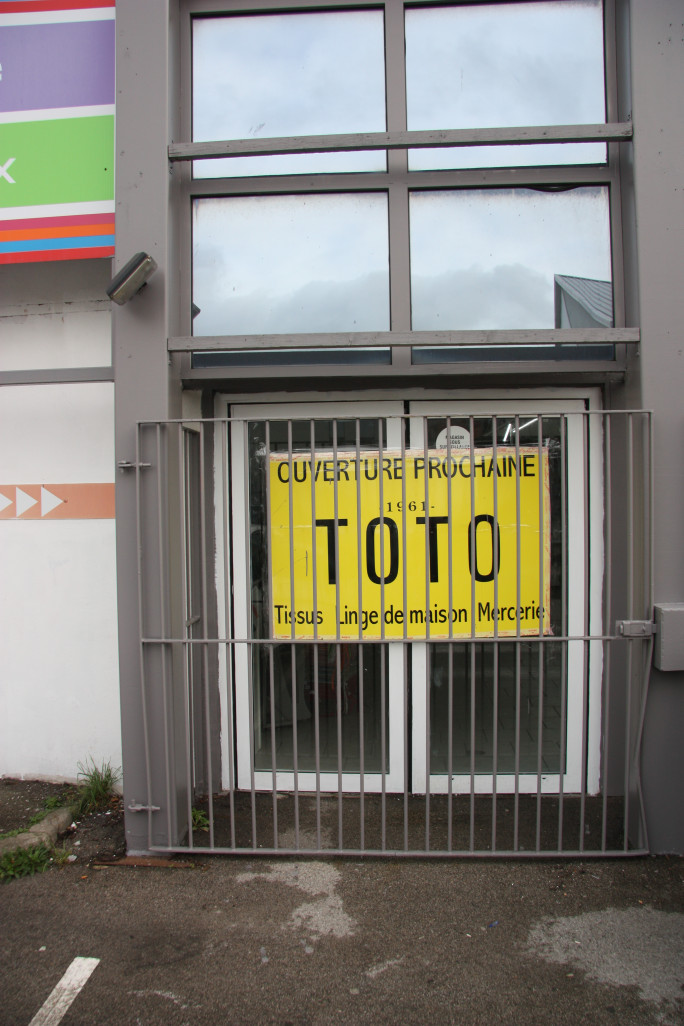 x
OUVERTURE PROCHAINE
-1961-
TOTO
Tissus Linge de maison Mercerie